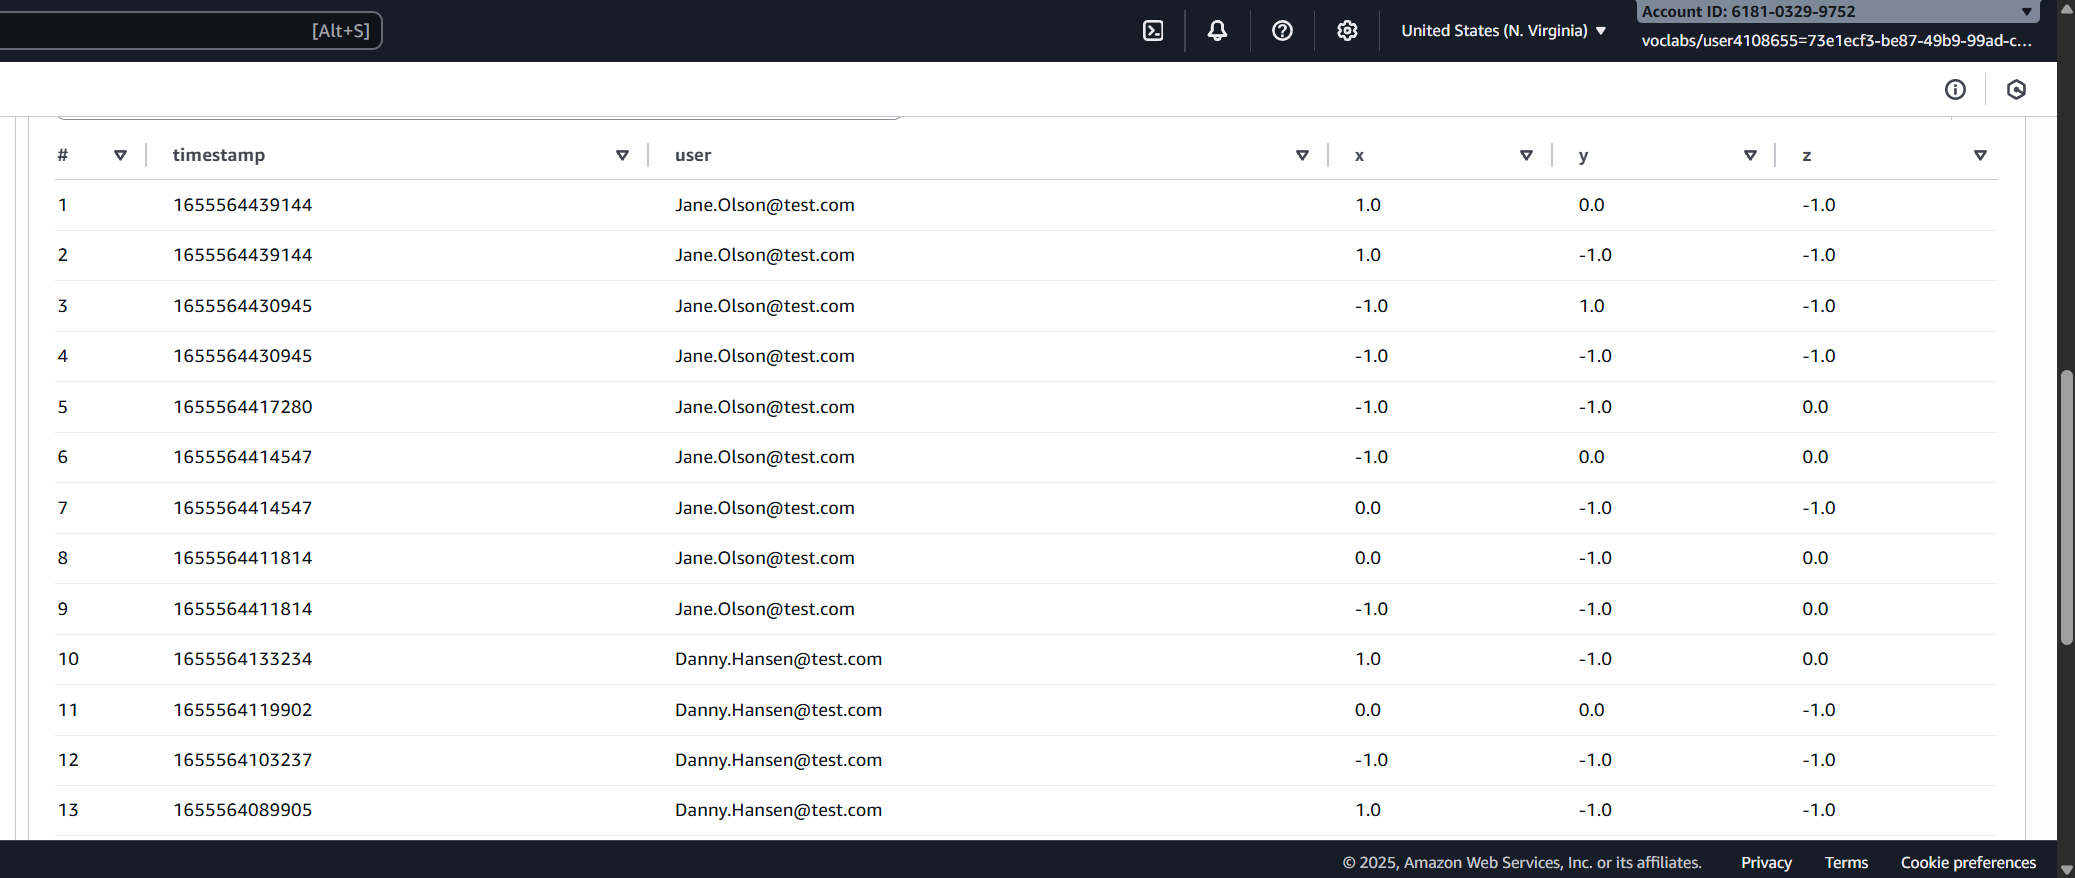 [Alt+S] United States (N. Virginia) Account ID: 6181-0329-9752
voclabs/user4108655=73e1ecf3-be87-49b9-99ad-c...
# timestamp user x y z
1 1655564439144 Jane.Olson@test.com 1.0 0.0 -1.0
2 1655564439144 Jane.Olson@test.com 1.0 -1.0 -1.0
3 1655564430945 Jane.Olson@test.com -1.0 1.0 -1.0
4 1655564430945 Jane.Olson@test.com -1.0 -1.0 -1.0
5 1655564417280 Jane.Olson@test.com -1.0 -1.0 0.0
6 1655564414547 Jane.Olson@test.com -1.0 0.0 0.0
7 1655564414547 Jane.Olson@test.com 0.0 -1.0 -1.0
8 1655564411814 Jane.Olson@test.com 0.0 -1.0 0.0
9 1655564411814 Jane.Olson@test.com -1.0 -1.0 0.0
10 1655564133234 Danny.Hansen@test.com 1.0 -1.0 0.0
11 1655564119902 Danny.Hansen@test.com 0.0 0.0 -1.0
12 1655564103237 Danny.Hansen@test.com -1.0 -1.0 -1.0
13 1655564089905 Danny.Hansen@test.com 1.0 -1.0 -1.0
© 2025, Amazon Web Services, Inc. or its affiliates. Privacy Terms Cookie preferences